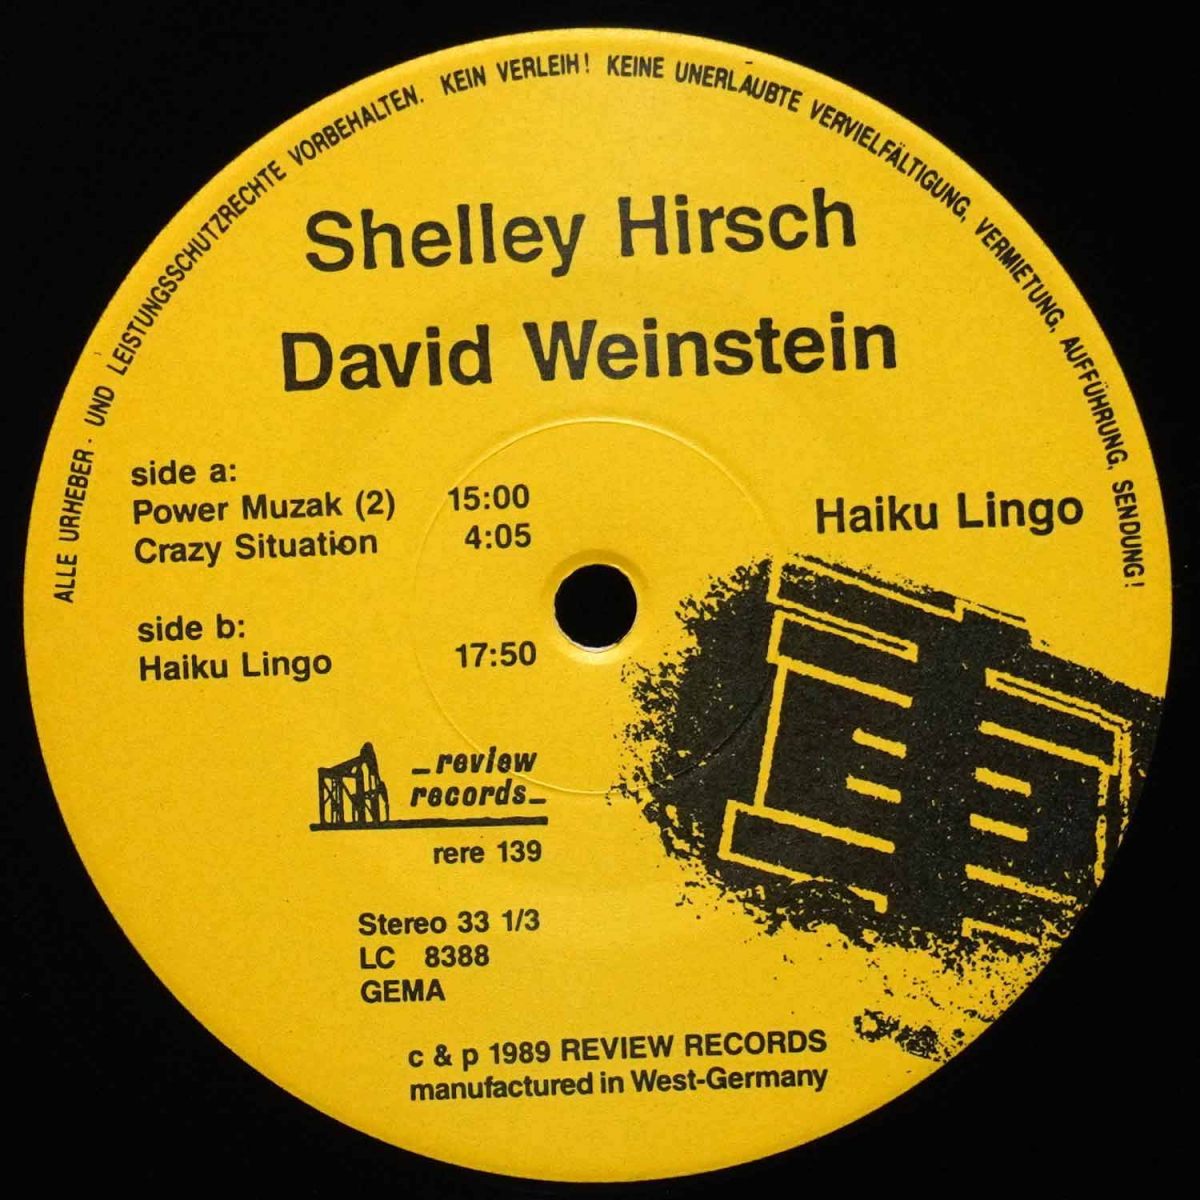 ALLE URHEBER - UND LEISTUNGSSCHUTZRECHTE VORBEHALTEN. KEIN VERLEIH! KEINE UNERLAUBTE VERVIELFÄLTIGUNG, VERMIETUNG, AUFFÜHRUNG, SENDUNG!
Shelley Hirsch
David Weinstein
side a:
Power Muzak (2) 15:00
Crazy Situation 4:05
Haiku Lingo
side b:
Haiku Lingo 17:50
_review
records_
rere 139
Stereo 33 1/3
LC 8388
GEMA
c & p 1989 REVIEW RECORDS
manufactured in West-Germany